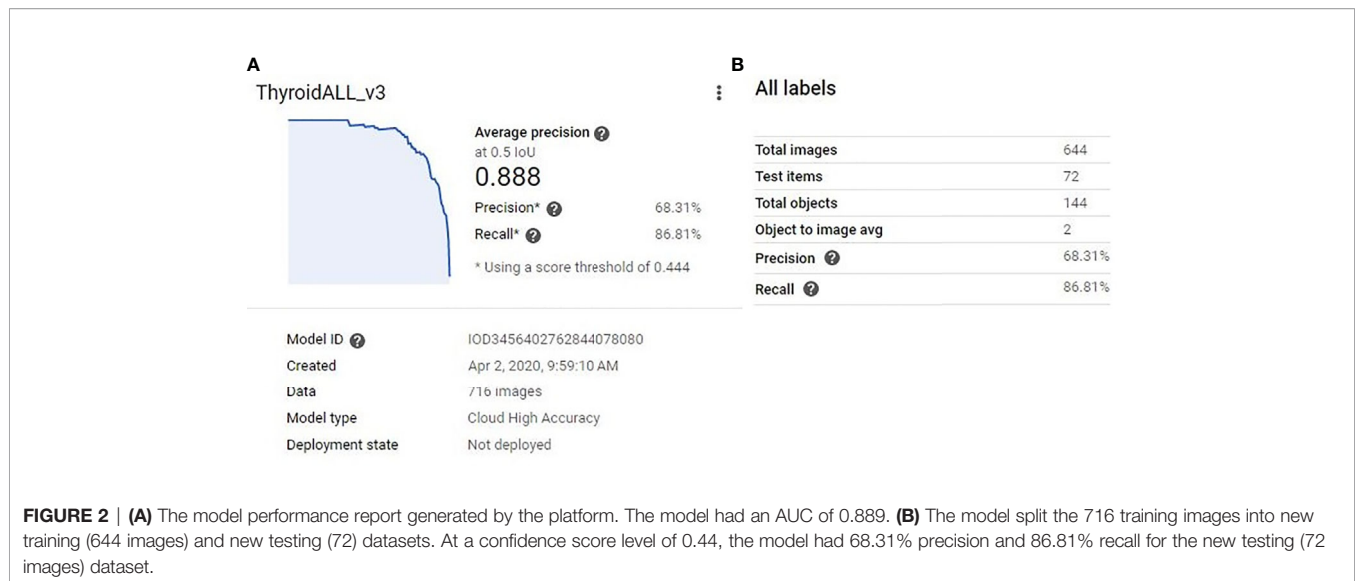 A
ThyroidALL_v3
Average precision
at 0.5 IoU
0.888
Precision* 68.31%
Recall* 86.81%
* Using a score threshold of 0.444
Model ID IOD3456402762844078080
Created Apr 2, 2020, 9:59:10 AM
Data 716 images
Model type Cloud High Accuracy
Deployment state Not deployed
B
All labels
Total images 644
Test items 72
Total objects 144
Object to image avg 2
Precision 68.31%
Recall 86.81%
FIGURE 2 | (A) The model performance report generated by the platform. The model had an AUC of 0.889. (B) The model split the 716 training images into new
training (644 images) and new testing (72) datasets. At a confidence score level of 0.44, the model had 68.31% precision and 86.81% recall for the new testing (72
images) dataset.